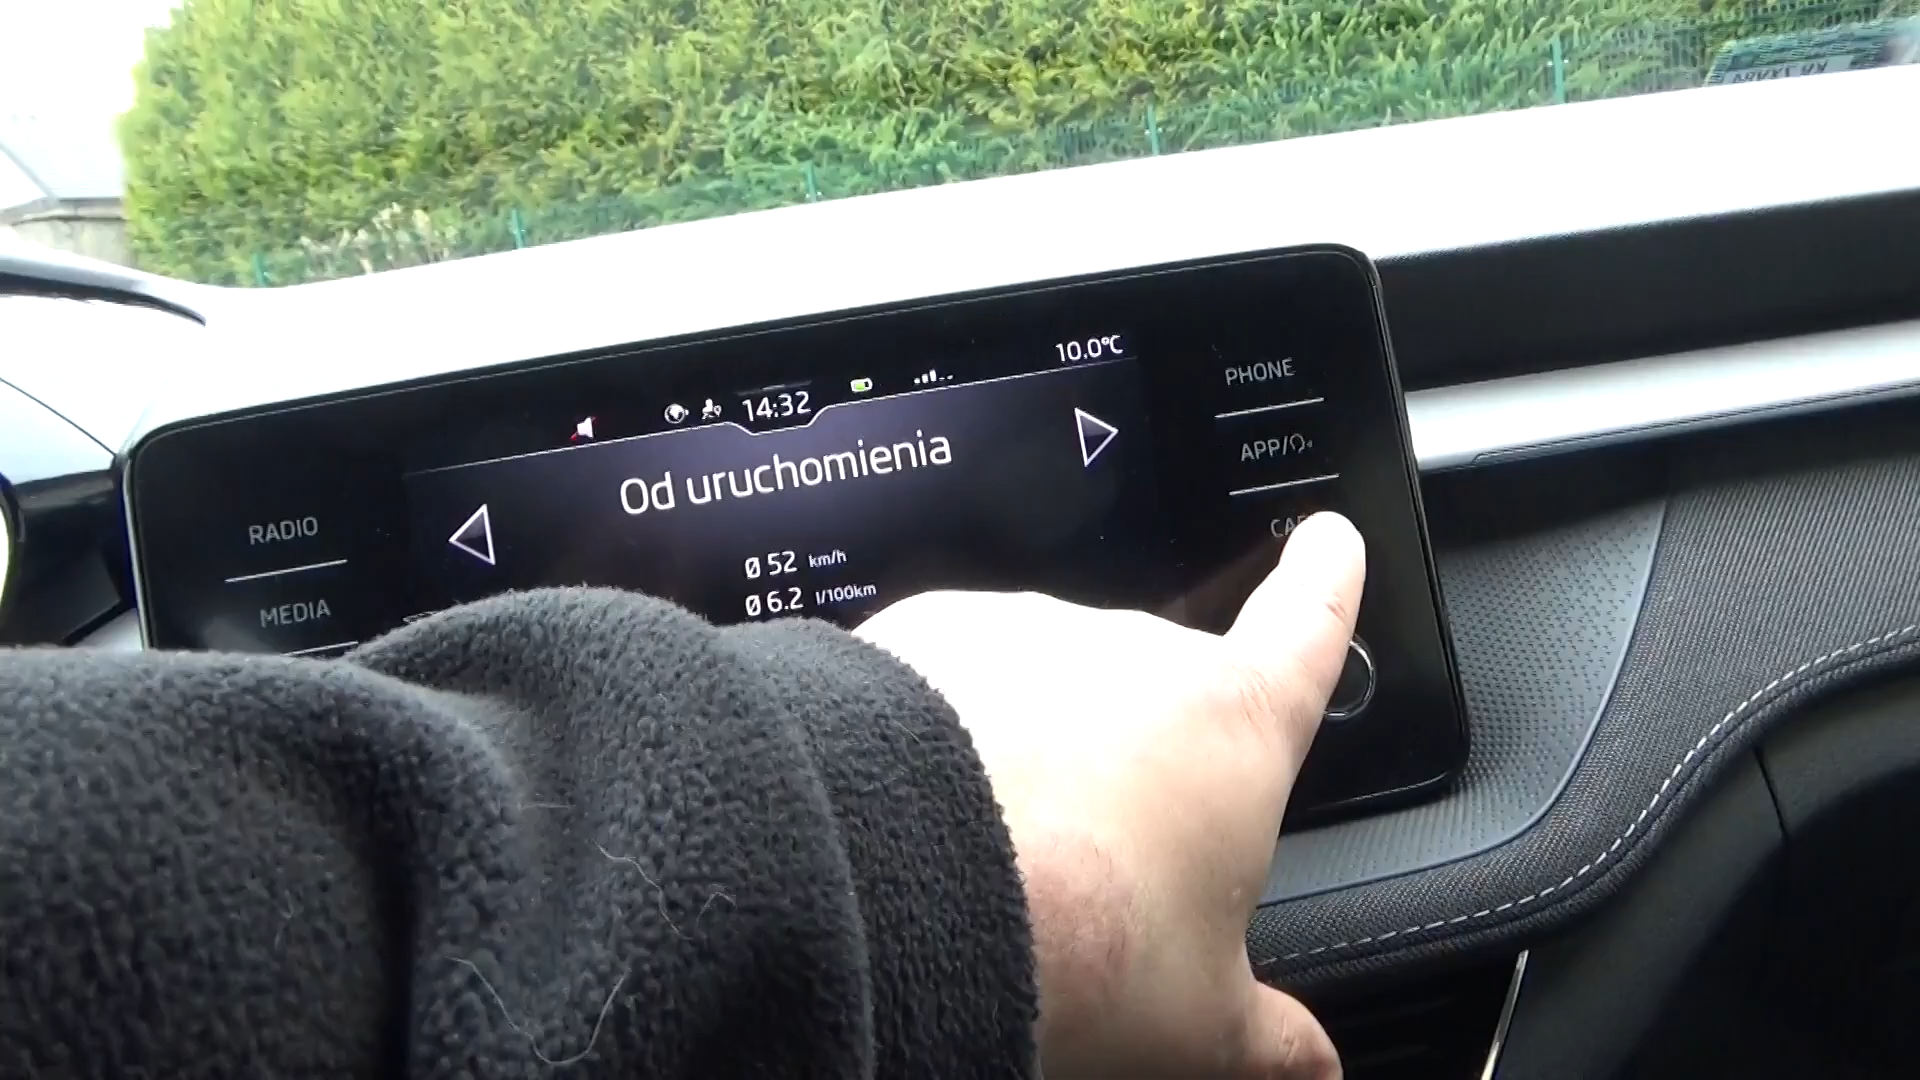 14:32
10.0°C
Od uruchomienia
Ø 52 km/h
Ø 6.2 l/100km
RADIO
MEDIA
PHONE
APP/